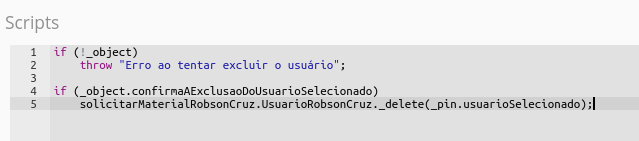 Scripts
1 if (!_object)
2 throw "Erro ao tentar excluir o usuário";
3
4 if (_object.confirmaAExclusaoDoUsuarioSelecionado)
5 solicitarMaterialRobsonCruz.UsuarioRobsonCruz._delete(_pin.usuarioSelecionado);